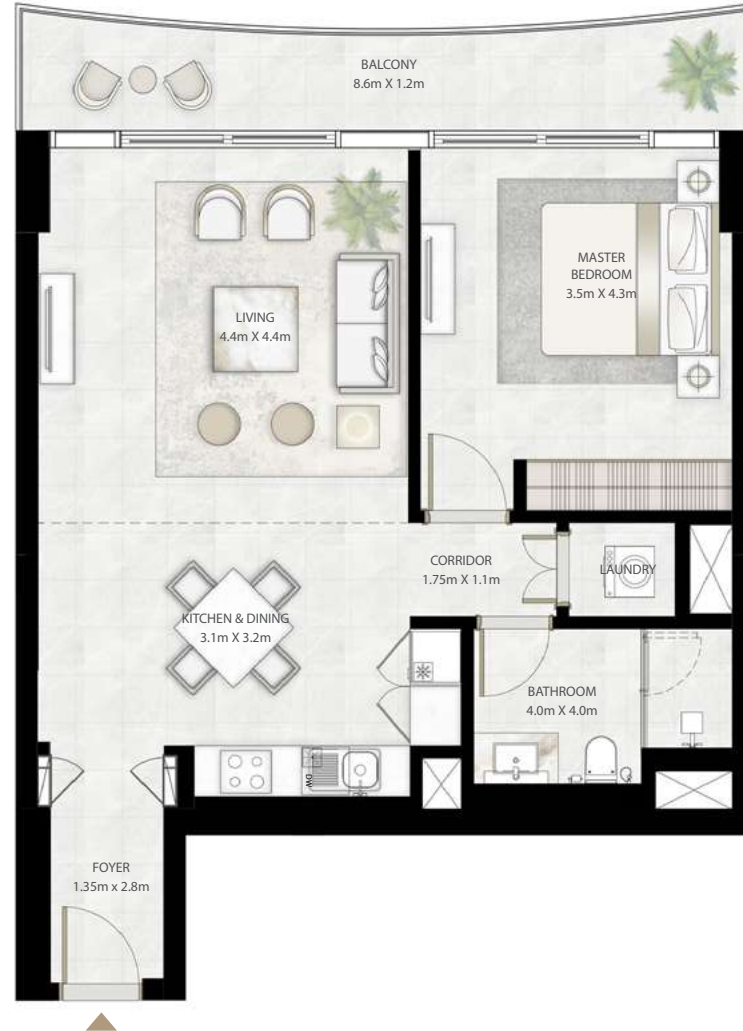 BALCONY
8.6m X 1.2m
MASTER
BEDROOM
3.5m X 4.3m
LIVING
4.4m X 4.4m
CORRIDOR
1.75m X 1.1m
LAUNDRY
KITCHEN & DINING
3.1m X 3.2m
BATHROOM
4.0m X 4.0m
DW
FOYER
1.35m x 2.8m